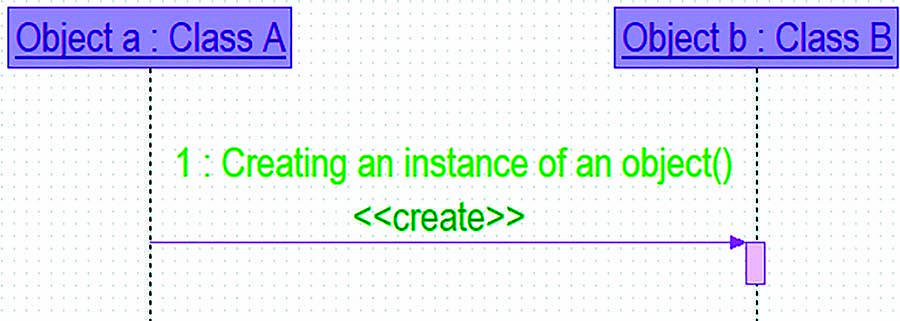 Object a : Class A
Object b : Class B
1 : Creating an instance of an object()
<<create>>